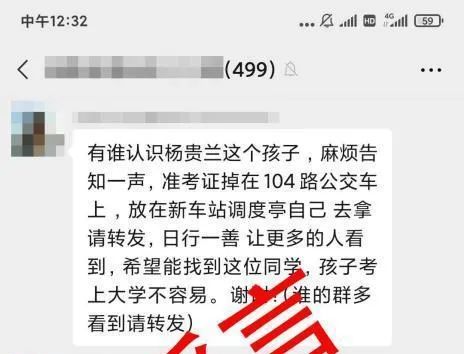 中午12:32
HD 4G 59
(499)
有谁认识杨贵兰这个孩子，麻烦告
知一声，准考证掉在104路公交车
上，放在新车站调度亭自己 去拿
请转发，日行一善 让更多的人看
到，希望能找到这位同学，孩子考
上大学不容易。谢谢!（谁的群多
看到请转发）
言